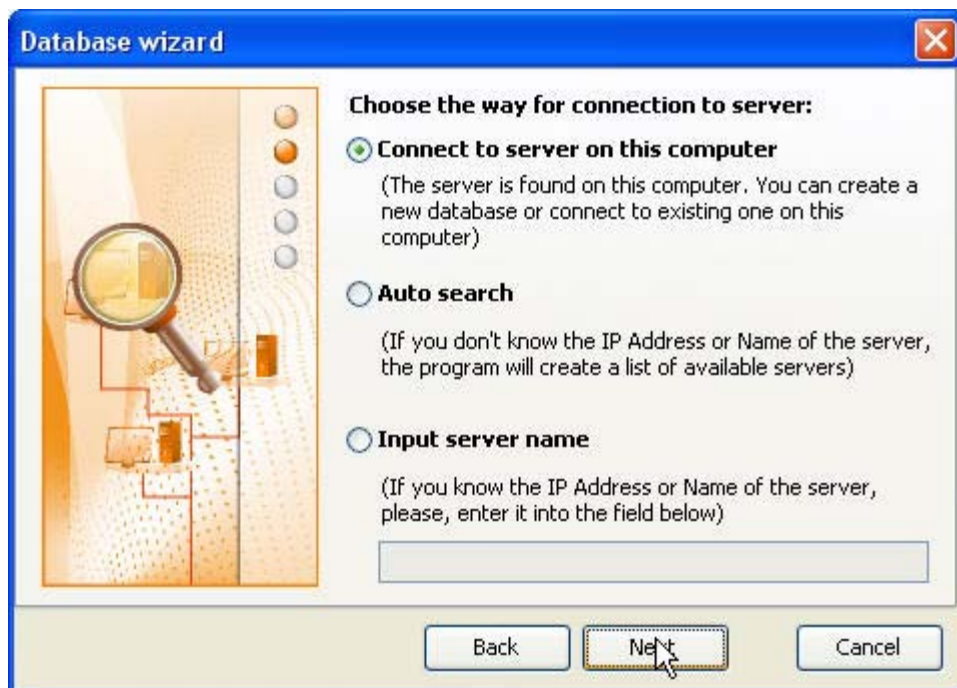 Database wizard
Choose the way for connection to server:
Connect to server on this computer
(The server is found on this computer. You can create a
new database or connect to existing one on this
computer)
Auto search
(If you don't know the IP Address or Name of the server,
the program will create a list of available servers)
Input server name
(If you know the IP Address or Name of the server,
please, enter it into the field below)
Back
Next
Cancel